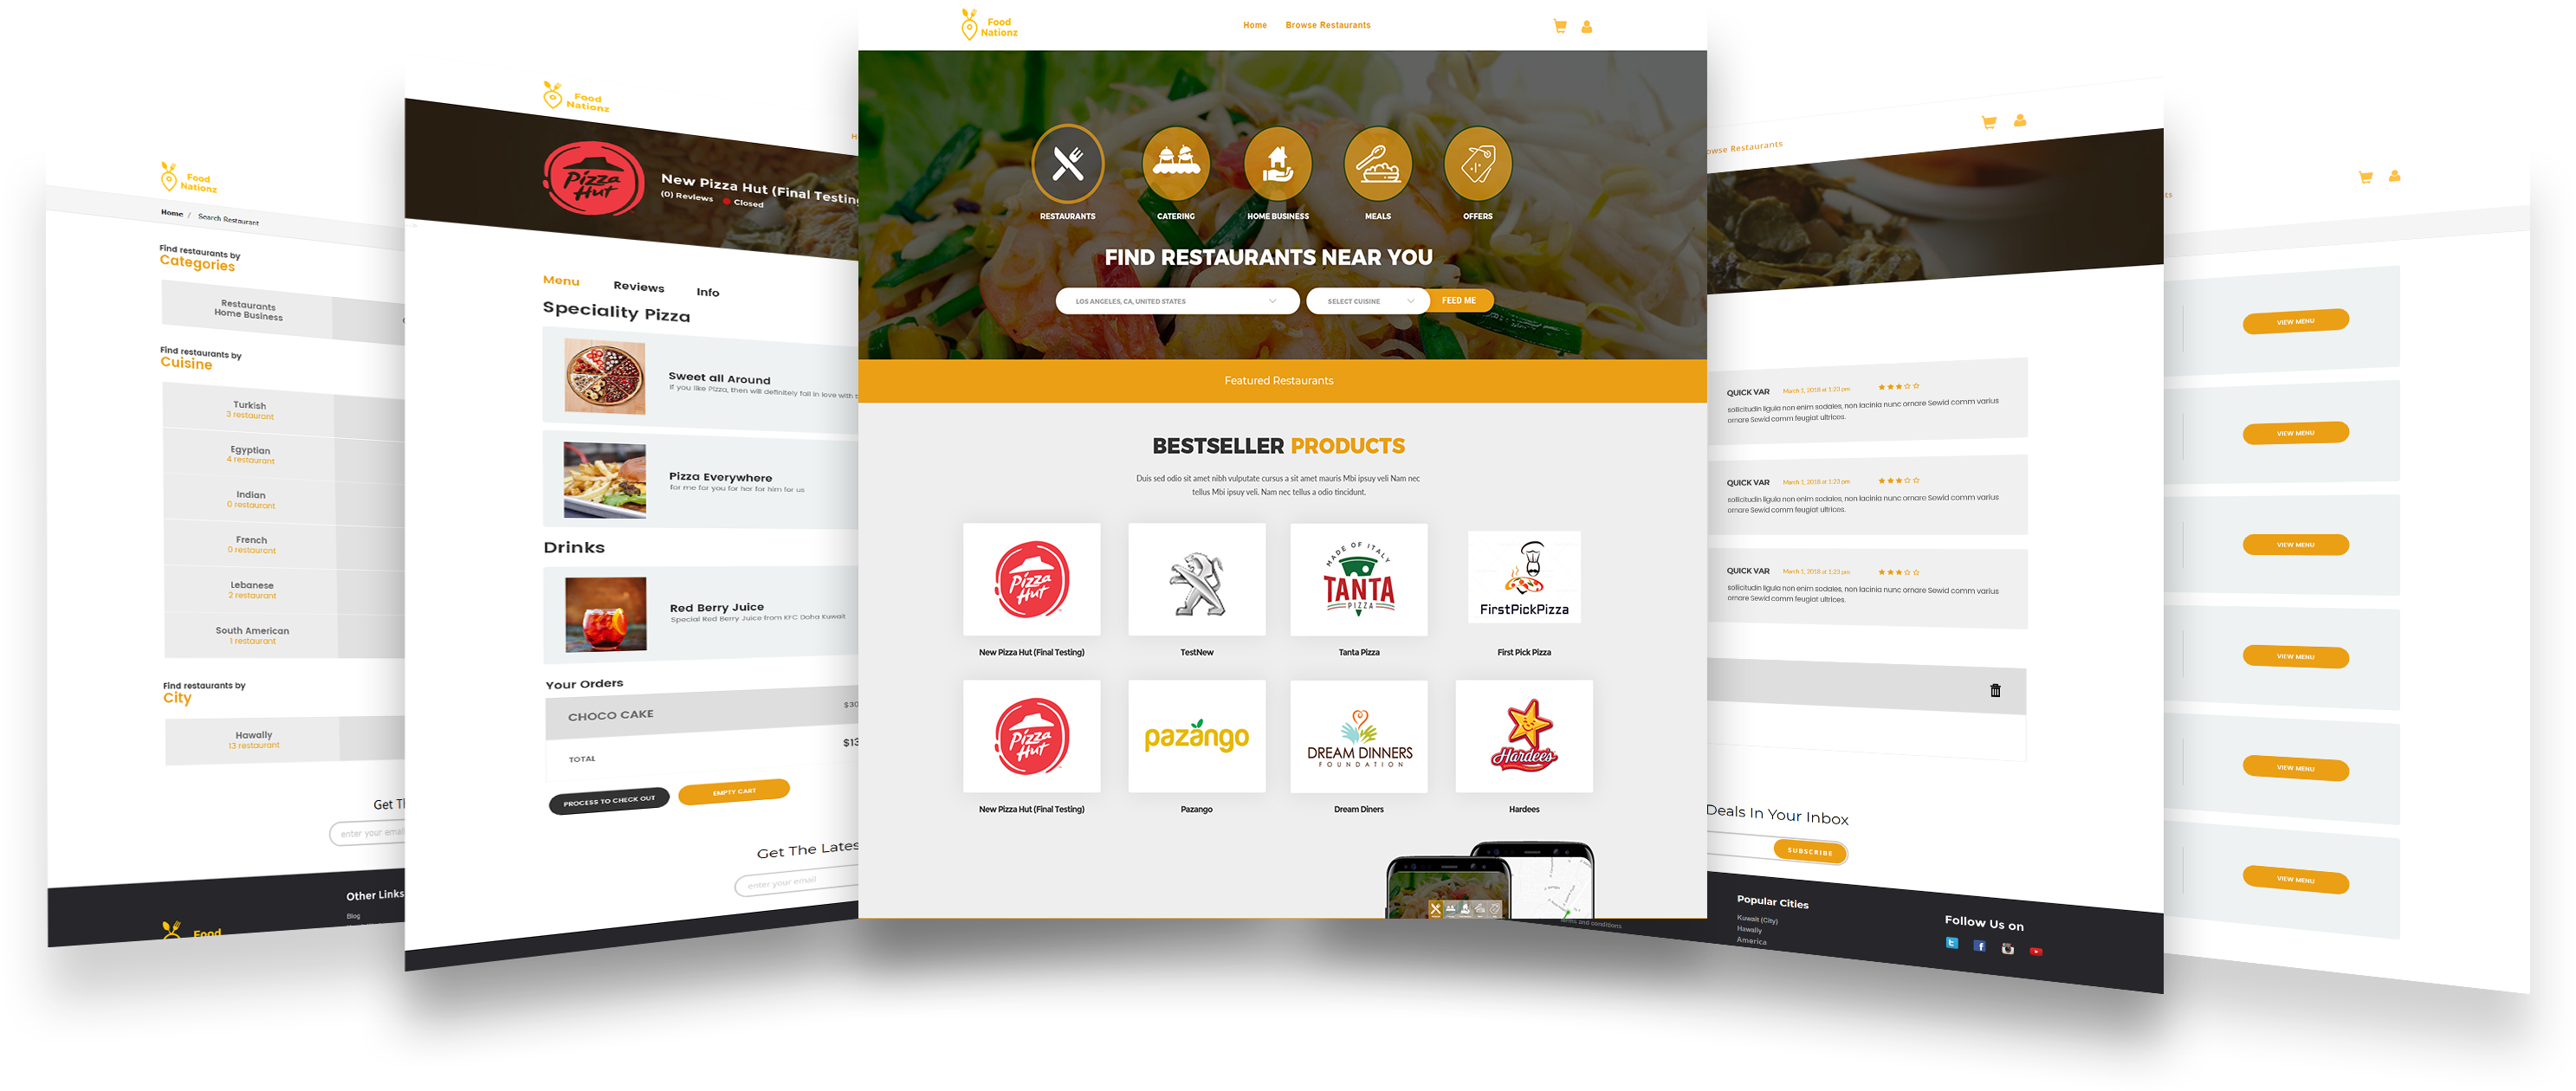 Food
Nationz
Home / Search Restaurant
Find restaurants by
Categories
Restaurants
Home Business
Find restaurants by
Cuisine
Turkish
3 restaurant
Egyptian
4 restaurant
Indian
0 restaurant
French
0 restaurant
Lebanese
2 restaurant
South American
1 restaurant
Find restaurants by
City
Hawally
13 restaurant
Get
enter your email
Other Links
Blog
Food
Food
Nationz
Pizza
Hut
New Pizza Hut (Final Testing
(0) Reviews Closed
Menu Reviews Info
Speciality Pizza
Sweet all Around
if you like Pizza, then will definitely fall in love with
Pizza Everywhere
for me for you for her for him for us
Drinks
Red Berry Juice
Special Red Berry Juice from KFC Doha Kuwait
Your Orders
CHOCO CAKE $30
TOTAL $13
PROCESS TO CHECK OUT EMPTY CART
Get The Lates
enter your email
Food
Nationz
Home Browse Restaurants
RESTAURANTS CATERING HOME BUSINESS MEALS OFFERS
FIND RESTAURANTS NEAR YOU
LOS ANGELES, CA, UNITED STATES SELECT CUISINE FEED ME
Featured Restaurants
BESTSELLER PRODUCTS
Duis sed odio sit amet nibh vulputate cursus a sit amet mauris Mbi ipsuy veli Nam nec
tellus Mbi ipsuy veli. Nam nec tellus a odio tincidunt.
Pizza
Hut
MADE OF ITALY
TANTA
PIZZA
FirstPickPizza
New Pizza Hut (Final Testing) TestNew Tanta Pizza First Pick Pizza
Pizza
Hut
pazango
DREAM DINNERS
FOUNDATION
Hardee's
New Pizza Hut (Final Testing) Pazango Dream Diners Hardees
owse Restaurants
QUICK VAR March 1, 2018 at 1:23 pm
sollicitudin ligula non enim sodales, non lacinia nunc ornare Sewid comm varius
ornare Sewid comm feugiat ultrices.
QUICK VAR March 1, 2018 at 1:23 pm
sollicitudin ligula non enim sodales, non lacinia nunc ornare Sewid comm varius
ornare Sewid comm feugiat ultrices.
QUICK VAR March 1, 2018 at 1:23 pm
sollicitudin ligula non enim sodales, non lacinia nunc ornare Sewid comm varius
ornare Sewid comm feugiat ultrices.
Deals In Your Inbox
SUBSCRIBE
Terms and conditions
Popular Cities
Kuwait (City)
Hawally
America
Follow Us on
ts
VIEW MENU
VIEW MENU
VIEW MENU
VIEW MENU
VIEW MENU
VIEW MENU